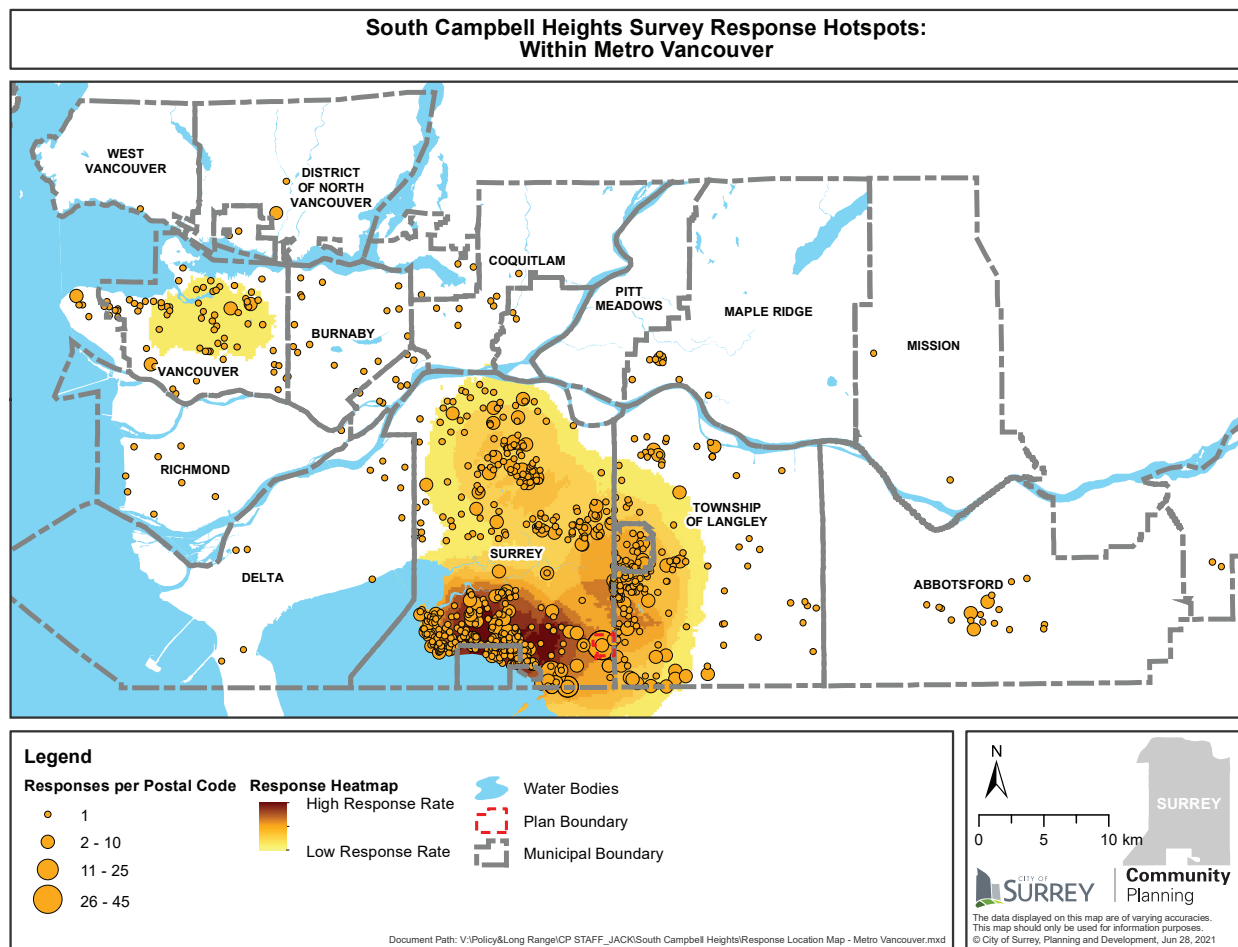 South Campbell Heights Survey Response Hotspots:
Within Metro Vancouver
WEST
VANCOUVER
DISTRICT
OF NORTH
VANCOUVER
COQUITLAM
PITT
MEADOWS
MAPLE RIDGE
BURNABY
MISSION
VANCOUVER
RICHMOND
TOWNSHIP
OF LANGLEY
SURREY
DELTA
ABBOTSFORD
Legend
Responses per Postal Code
1
2 - 10
11 - 25
26 - 45
Response Heatmap
High Response Rate
Low Response Rate
Water Bodies
Plan Boundary
Municipal Boundary
Document Path: V:\Policy&Long Range\CP STAFF_JACK\South Campbell Heights\Response Location Map - Metro Vancouver.mxd
N
0 5 10 km
SURREY
CITY OF
SURREY
Community
Planning
The data displayed on this map are of varying accuracies.
This map should only be used for information purposes.
© City of Surrey, Planning and Development, Jun 28, 2021